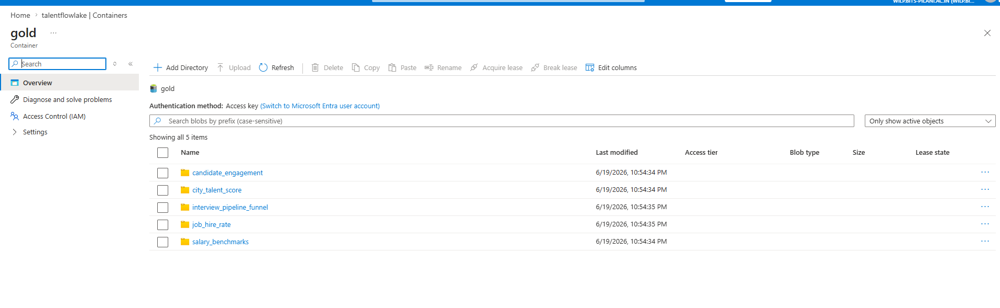 WILP.BITS-PILANI.AC.IN (WILP.BI...
Home > talentflowlake | Containers
gold ...
Container
Search
Add Directory Upload Refresh Delete Copy Paste Rename Acquire lease Break lease Edit columns
Overview
Diagnose and solve problems
Access Control (IAM)
Settings
gold
Authentication method: Access key (Switch to Microsoft Entra user account)
Search blobs by prefix (case-sensitive) Only show active objects
Showing all 5 items
Name Last modified Access tier Blob type Size Lease state
candidate_engagement 6/19/2026, 10:54:34 PM ...
city_talent_score 6/19/2026, 10:54:34 PM ...
interview_pipeline_funnel 6/19/2026, 10:54:35 PM ...
job_hire_rate 6/19/2026, 10:54:35 PM ...
salary_benchmarks 6/19/2026, 10:54:34 PM ...